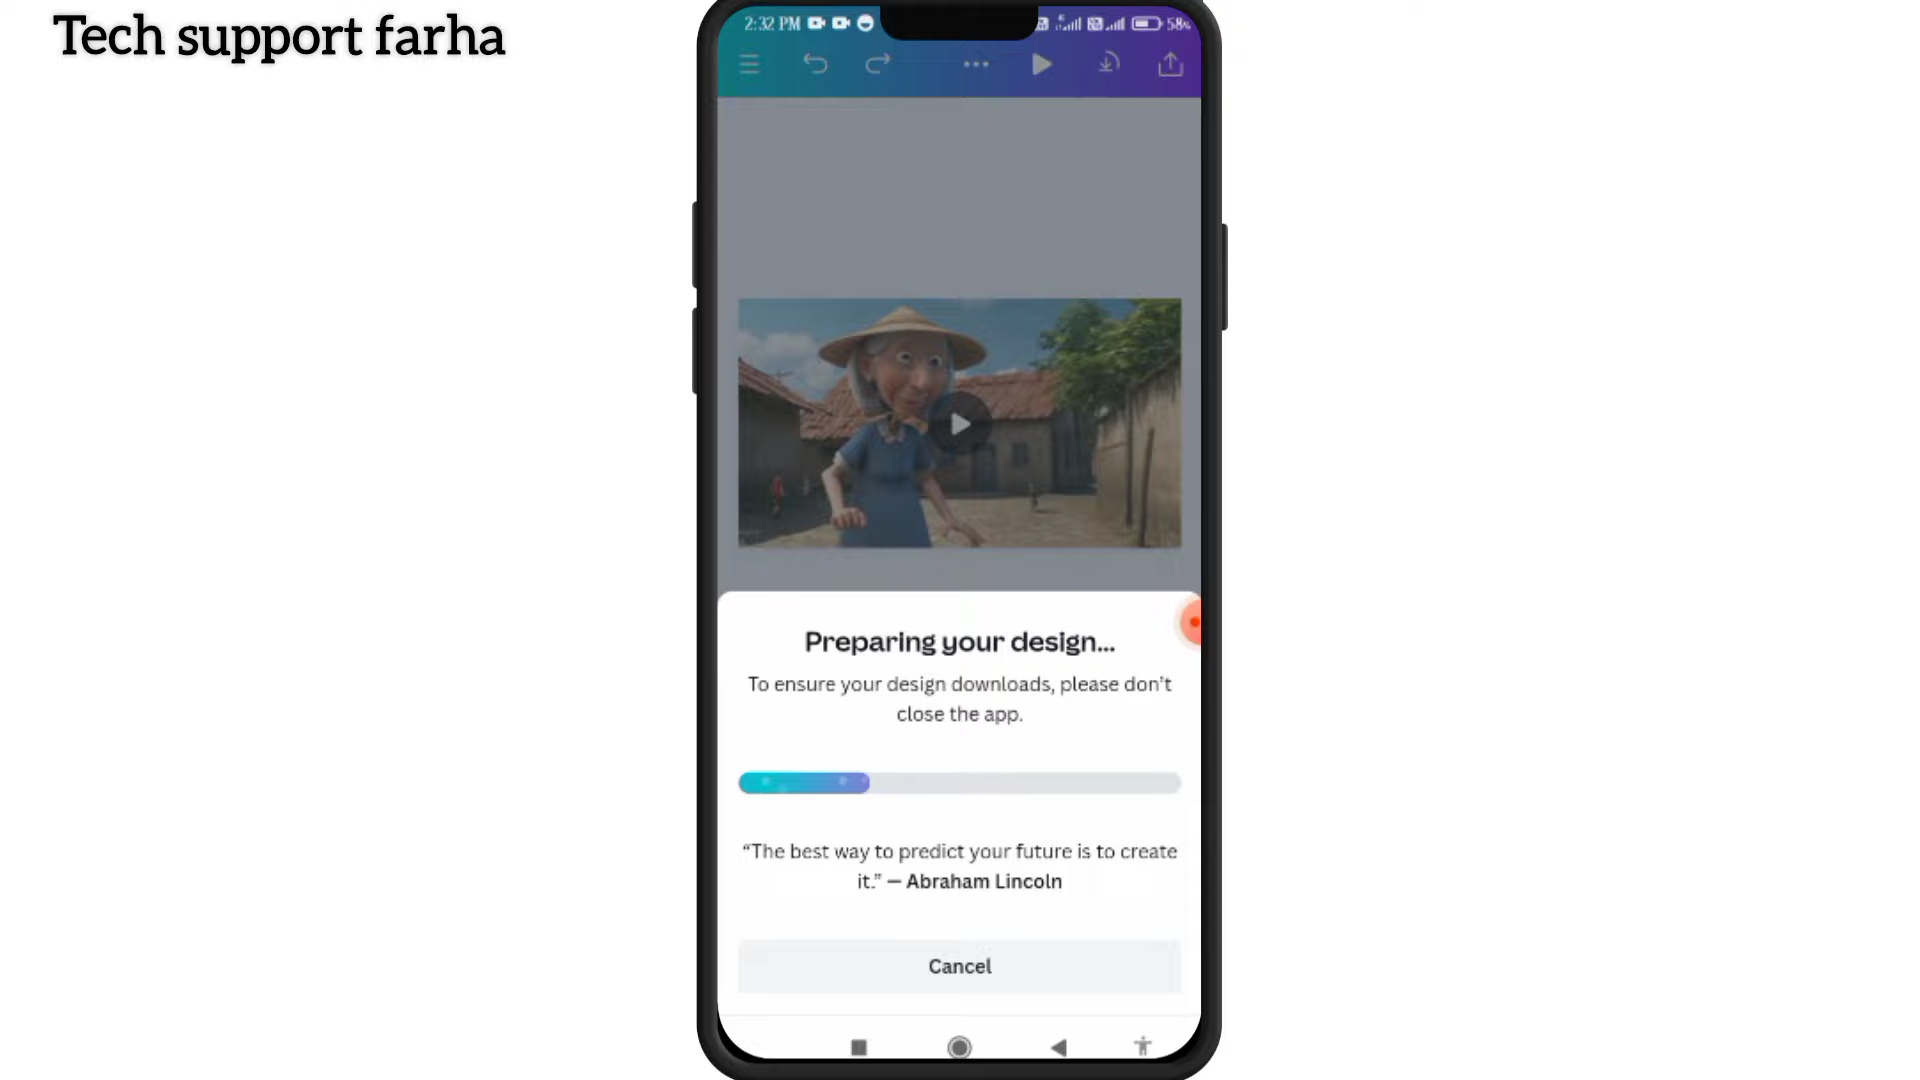 Tech support farha
2:32 PM
58%
Preparing your design...
To ensure your design downloads, please don't
close the app.
“The best way to predict your future is to create
it.” — Abraham Lincoln
Cancel